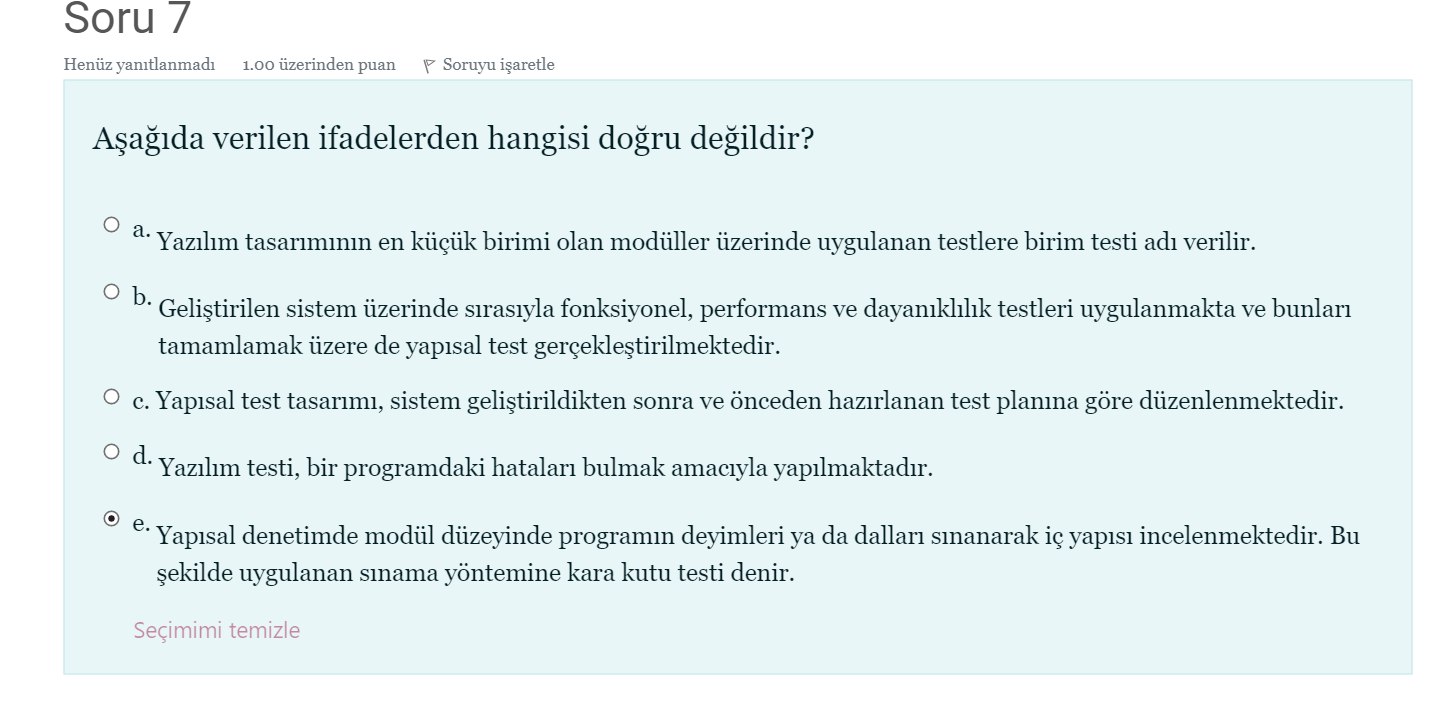 Soru 7
Henüz yanıtlanmadı 1.00 üzerinden puan Soruyu işaretle
Aşağıda verilen ifadelerden hangisi doğru değildir?
a. Yazılım tasarımının en küçük birimi olan modüller üzerinde uygulanan testlere birim testi adı verilir.
b. Geliştirilen sistem üzerinde sırasıyla fonksiyonel, performans ve dayanıklılık testleri uygulanmakta ve bunları
tamamlamak üzere de yapısal test gerçekleştirilmektedir.
c. Yapısal test tasarımı, sistem geliştirildikten sonra ve önceden hazırlanan test planına göre düzenlenmektedir.
d. Yazılım testi, bir programdaki hataları bulmak amacıyla yapılmaktadır.
e. Yapısal denetimde modül düzeyinde programın deyimleri ya da dalları sınanarak iç yapısı incelenmektedir. Bu
şekilde uygulanan sınama yöntemine kara kutu testi denir.
Seçimimi temizle